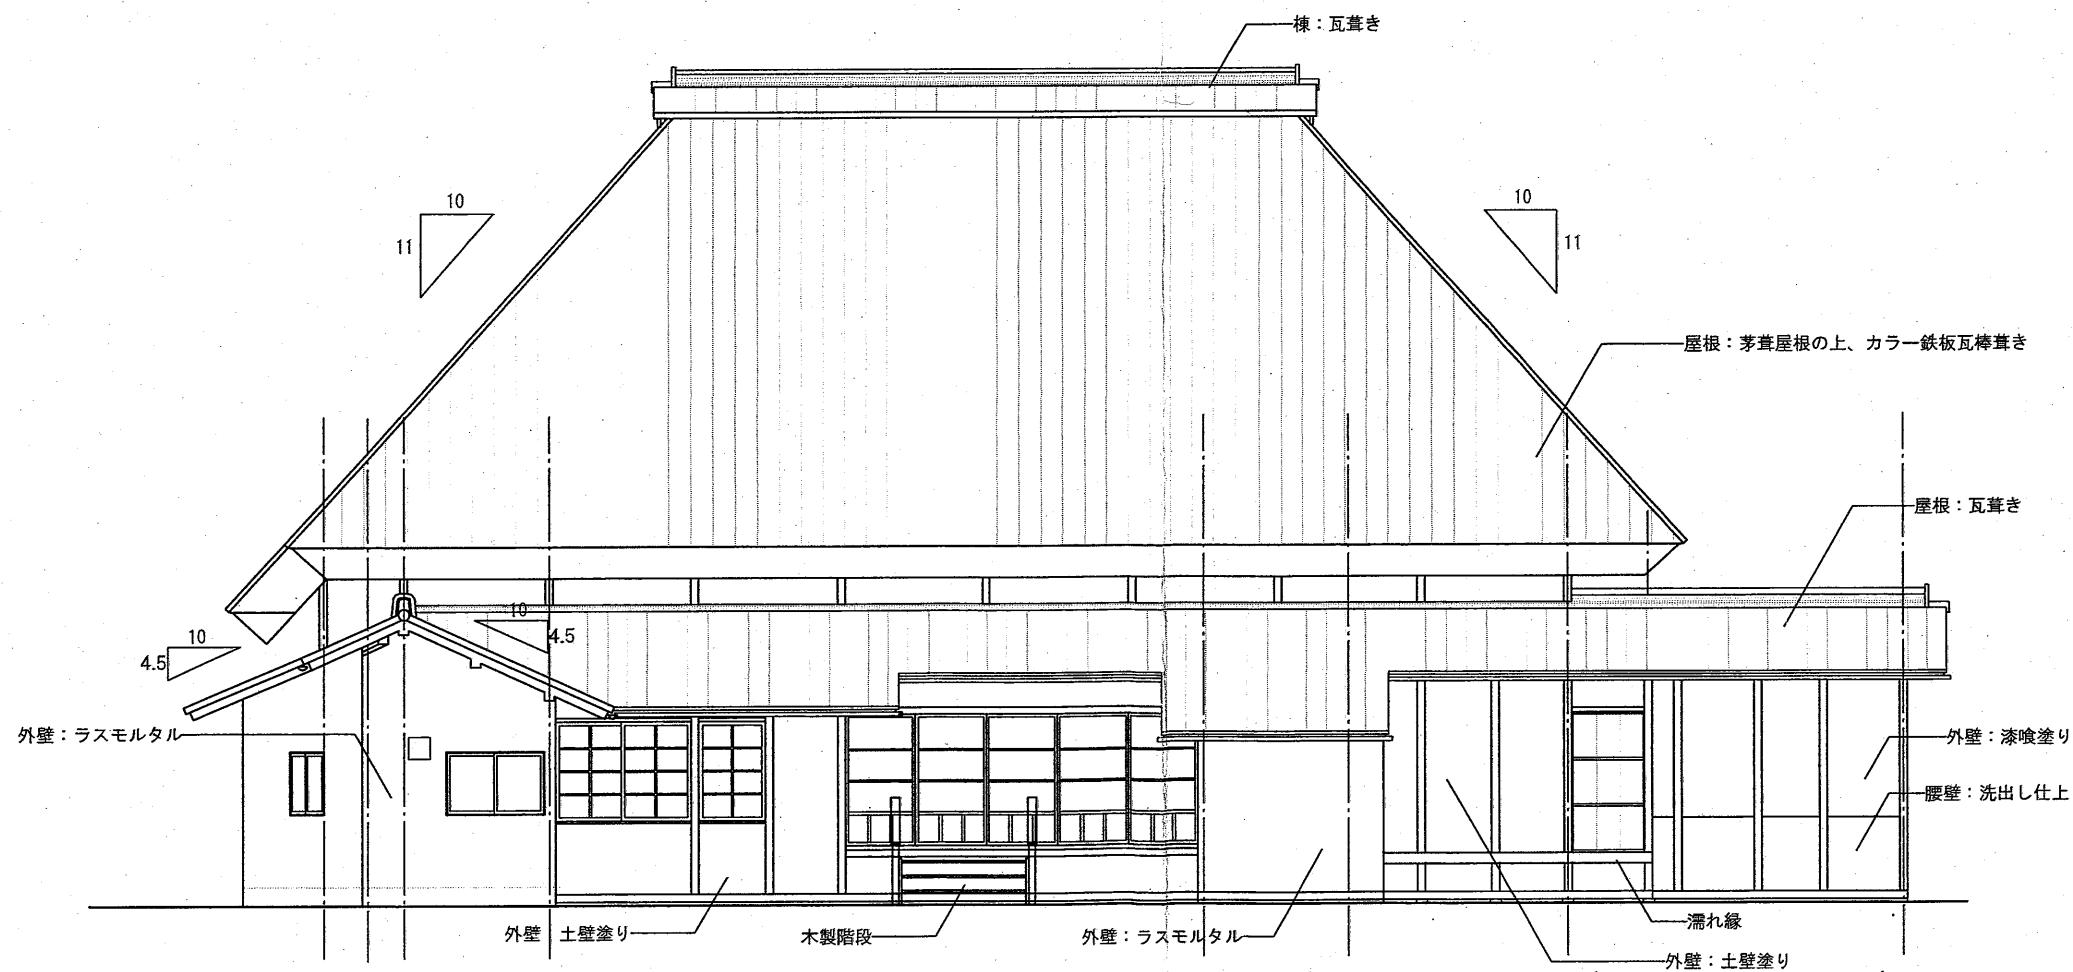 棟：瓦葺き
10
11
10
11
屋根：茅葺屋根の上、カラー鉄板瓦棒葺き
屋根：瓦葺き
10
4.5
10
4.5
外壁：ラスモルタル
外壁：漆喰塗り
腰壁：洗出し仕上
外壁 土壁塗り
木製階段
外壁：ラスモルタル
濡れ縁
外壁：土壁塗り